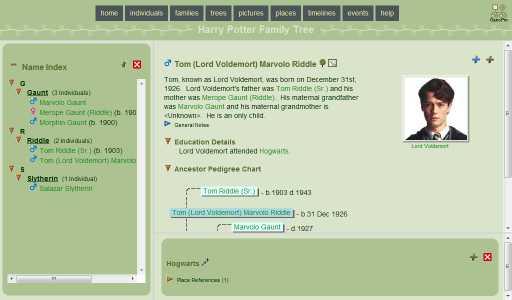 home individuals families trees pictures places timelines events help
Harry Potter Family Tree
Name Index
G
Gaunt (3 Individuals)
Marvolo Gaunt
Merope Gaunt (Riddle) (b. 190
Morphin Gaunt (b. 1900)
R
Riddle (2 Individuals)
Tom Riddle (Sr.) (b. 1903)
Tom (Lord Voldemort) Marvolo
S
Slytherin (1 Individual)
Salazar Slytherin
Tom (Lord Voldemort) Marvolo Riddle
Tom, known as Lord Voldemort, was born on December 31st,
1926. Lord Voldemort's father was Tom Riddle (Sr.) and his
mother was Merope Gaunt (Riddle). His maternal grandfather
was Marvolo Gaunt and his maternal grandmother is
<Unknown>. He is an only child.
General Notes
Lord Voldemort
Education Details
Lord Voldemort attended Hogwarts.
Ancestor Pedigree Chart
Tom Riddle (Sr.) - b.1903 d.1943
Tom (Lord Voldemort) Marvolo Riddle - b 31 Dec 1926
Marvolo Gaunt - d.1927
Hogwarts
Place References (1)